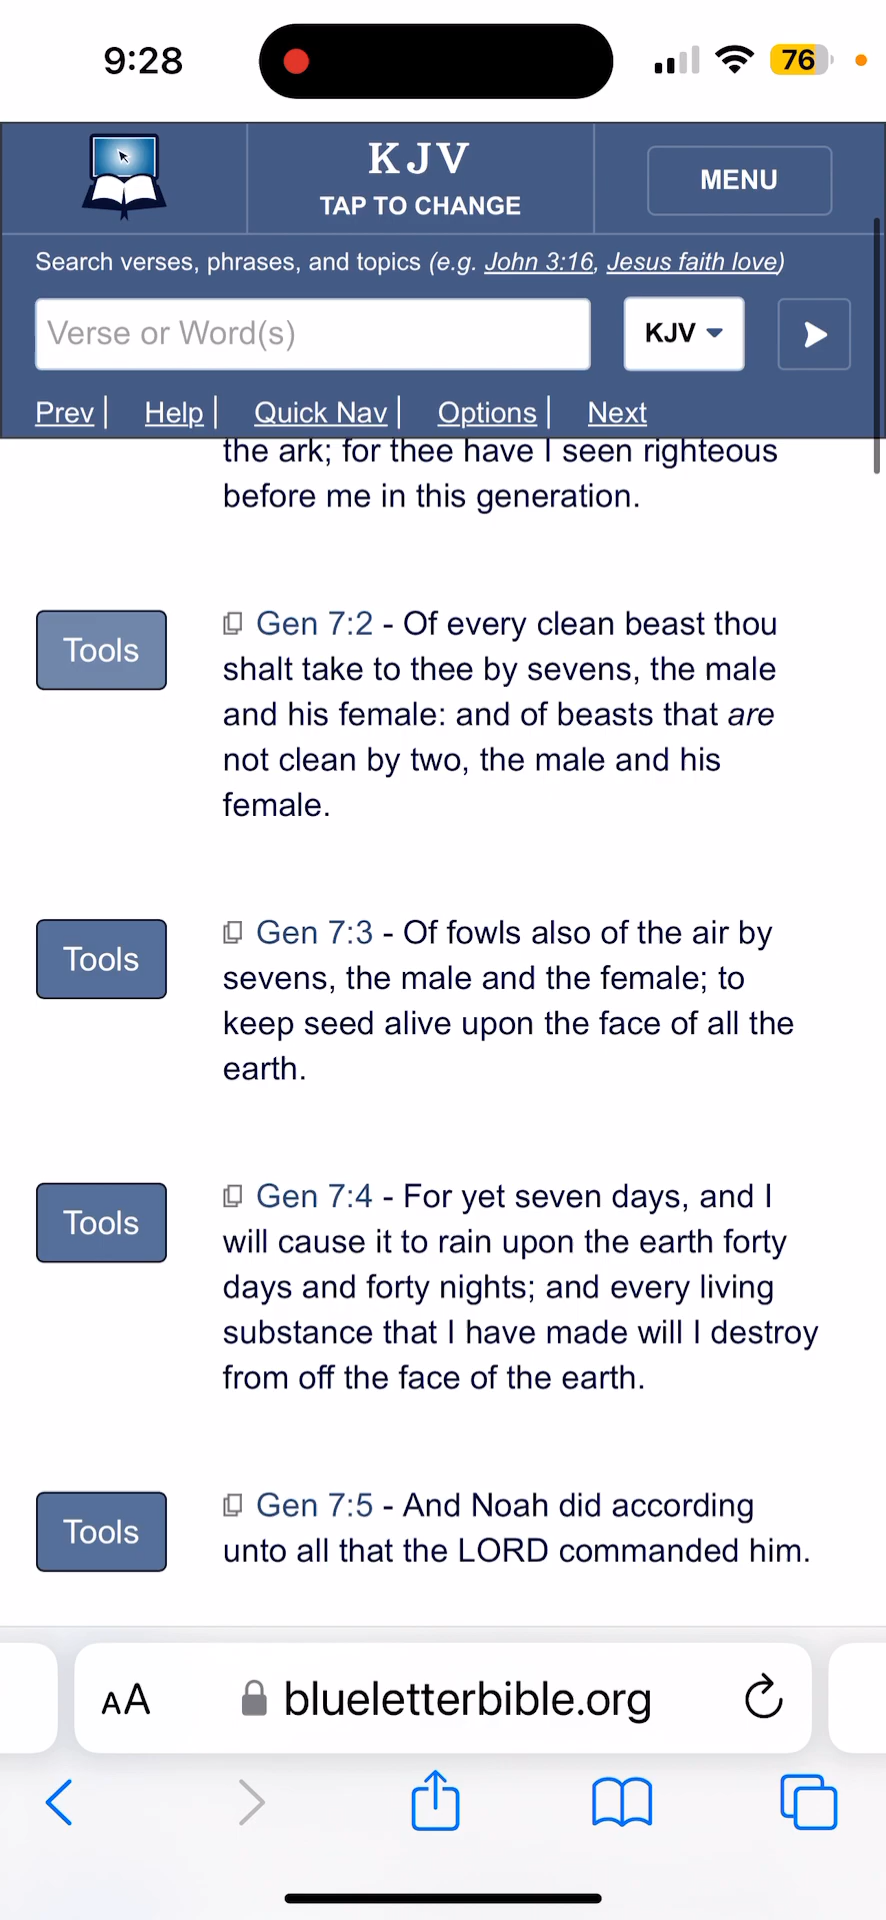 9:28
76
KJV
TAP TO CHANGE
MENU
Search verses, phrases, and topics (e.g. John 3:16, Jesus faith love)
Verse or Word(s)
KJV
Prev |
Help |
Quick Nav |
Options |
Next
the ark; for thee have I seen righteous
before me in this generation.
Tools
Gen 7:2 - Of every clean beast thou
shalt take to thee by sevens, the male
and his female: and of beasts that are
not clean by two, the male and his
female.
Tools
Gen 7:3 - Of fowls also of the air by
sevens, the male and the female; to
keep seed alive upon the face of all the
earth.
Tools
Gen 7:4 - For yet seven days, and I
will cause it to rain upon the earth forty
days and forty nights; and every living
substance that I have made will I destroy
from off the face of the earth.
Tools
Gen 7:5 - And Noah did according
unto all that the LORD commanded him.
AA
blueletterbible.org